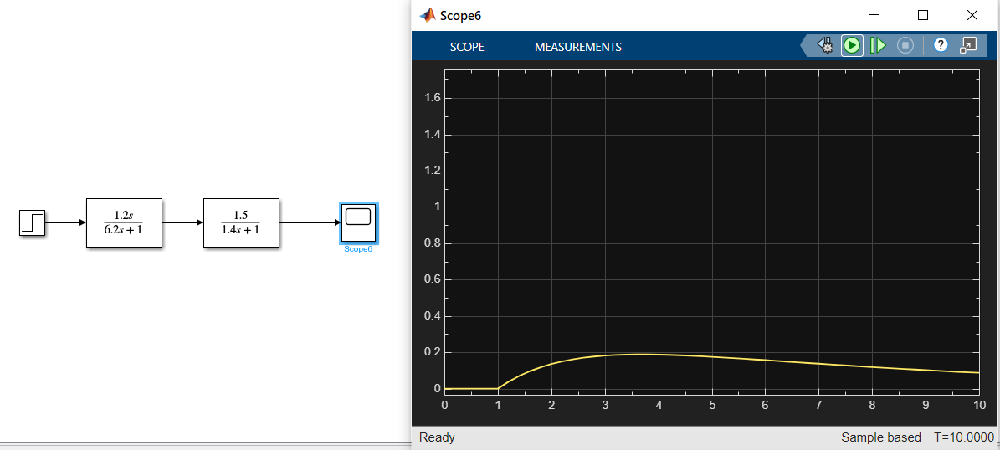 Scope6
SCOPE MEASUREMENTS
?
1.6
1.4
1.2
1
0.8
0.6
0.4
0.2
0
0 1 2 3 4 5 6 7 8 9 10
1.2s
6.2s + 1
1.5
1.4s + 1
Scope6
Ready Sample based T=10.0000